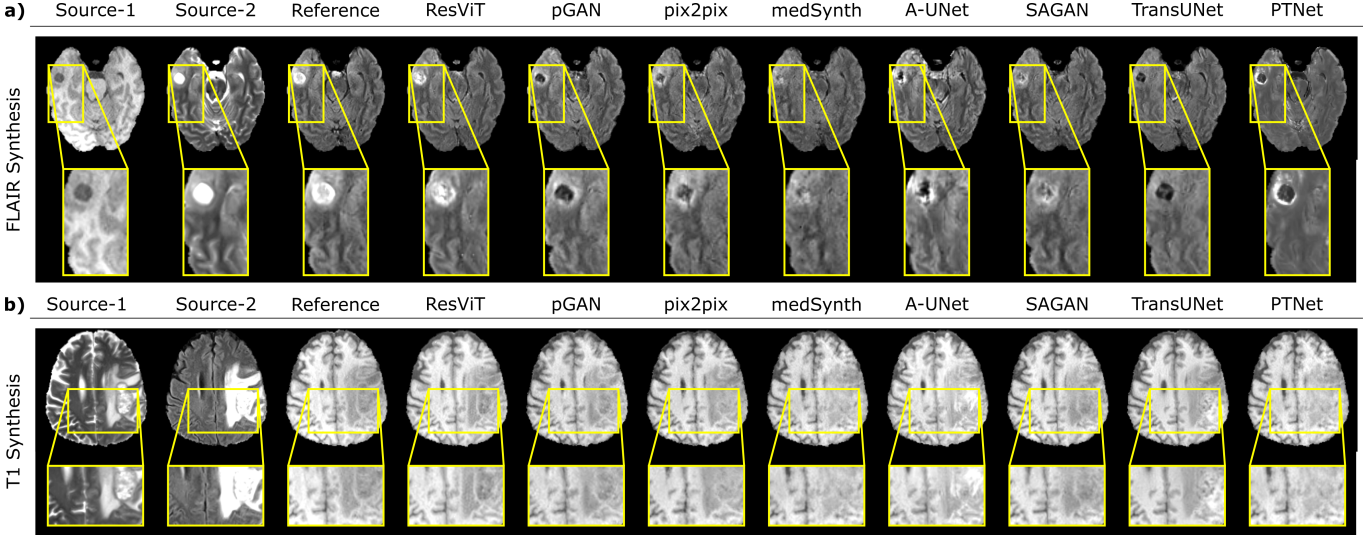 a) Source-1 Source-2 Reference ResViT pGAN pix2pix medSynth A-UNet SAGAN TransUNet PTNet
FLAIR Synthesis
b) Source-1 Source-2 Reference ResViT pGAN pix2pix medSynth A-UNet SAGAN TransUNet PTNet
T1 Synthesis